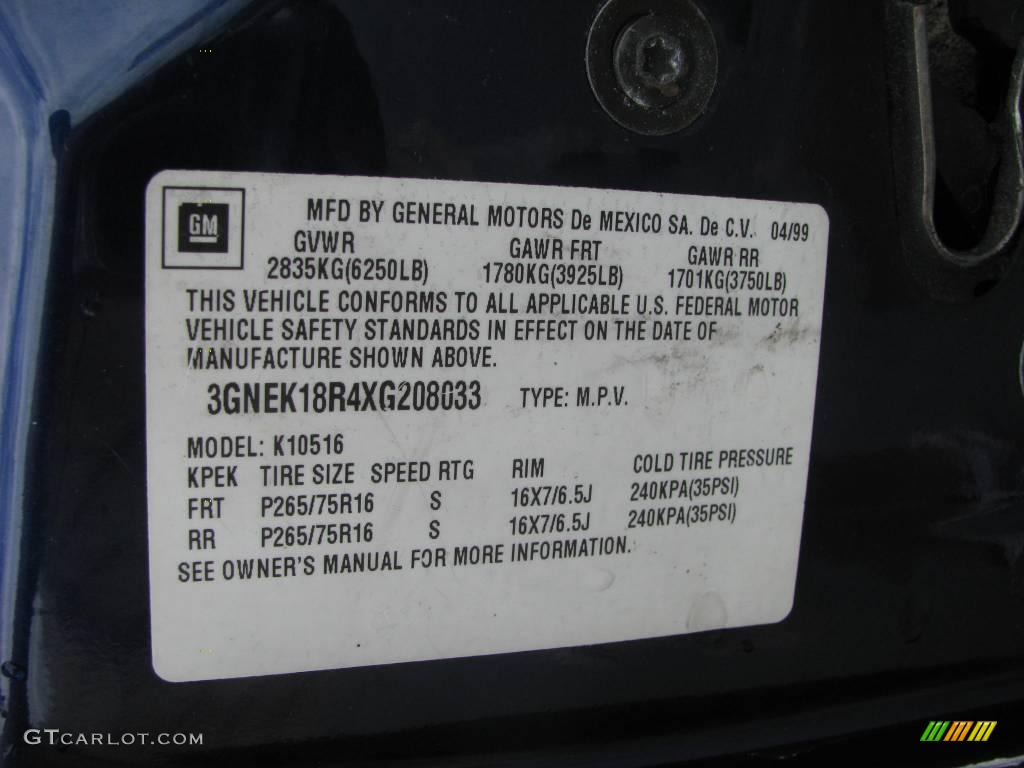 GM
MFD BY GENERAL MOTORS De MEXICO SA. De C.V. 04/99
GVWR GAWR FRT GAWR RR
2835KG(6250LB) 1780KG(3925LB) 1701KG(3750LB)
THIS VEHICLE CONFORMS TO ALL APPLICABLE U.S. FEDERAL MOTOR
VEHICLE SAFETY STANDARDS IN EFFECT ON THE DATE OF
MANUFACTURE SHOWN ABOVE.
3GNEK18R4XG208033 TYPE: M.P.V.
MODEL: K10516
KPEK TIRE SIZE SPEED RTG RIM COLD TIRE PRESSURE
FRT P265/75R16 S 16X7/6.5J 240KPA(35PSI)
RR P265/75R16 S 16X7/6.5J 240KPA(35PSI)
SEE OWNER'S MANUAL FOR MORE INFORMATION.
GTCARLOT.COM